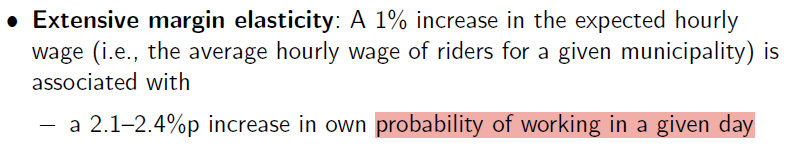 • Extensive margin elasticity: A 1% increase in the expected hourly
wage (i.e., the average hourly wage of riders for a given municipality) is
associated with
– a 2.1–2.4%p increase in own probability of working in a given day